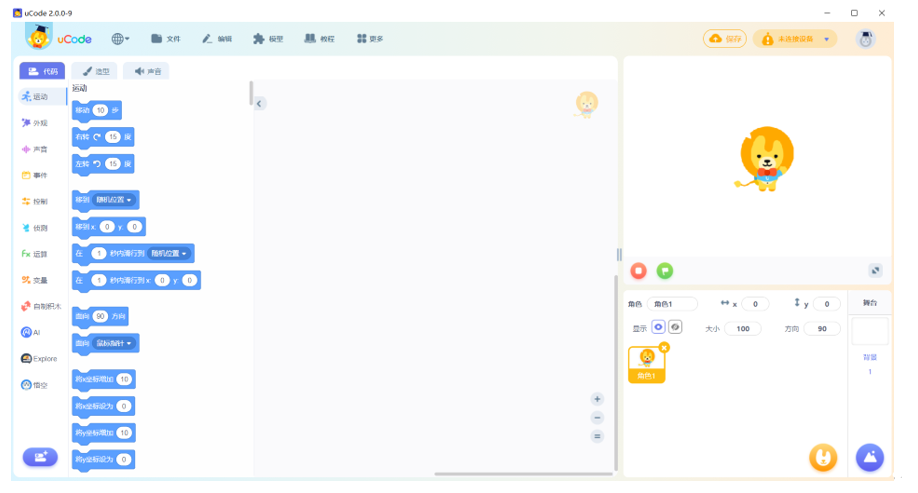 uCode 2.0.0-9
uCode 文件 编辑 模型 教程 更多 保存 未连接设备
代码 造型 声音
运动
外观
声音
事件
控制
侦测
Fx 运算
变量
自制积木
AI
Explore
悟空
运动
移动 10 步
右转 15 度
左转 15 度
移到 随机位置
移到 x: 0 y: 0
在 1 秒内滑行到 随机位置
在 1 秒内滑行到 x: 0 y: 0
面向 90 方向
面向 鼠标指针
将x坐标增加 10
将x坐标设为 0
将y坐标增加 10
将y坐标设为 0
角色 角色1 x 0 y 0
显示 大小 100 方向 90
角色1
舞台
背景
1